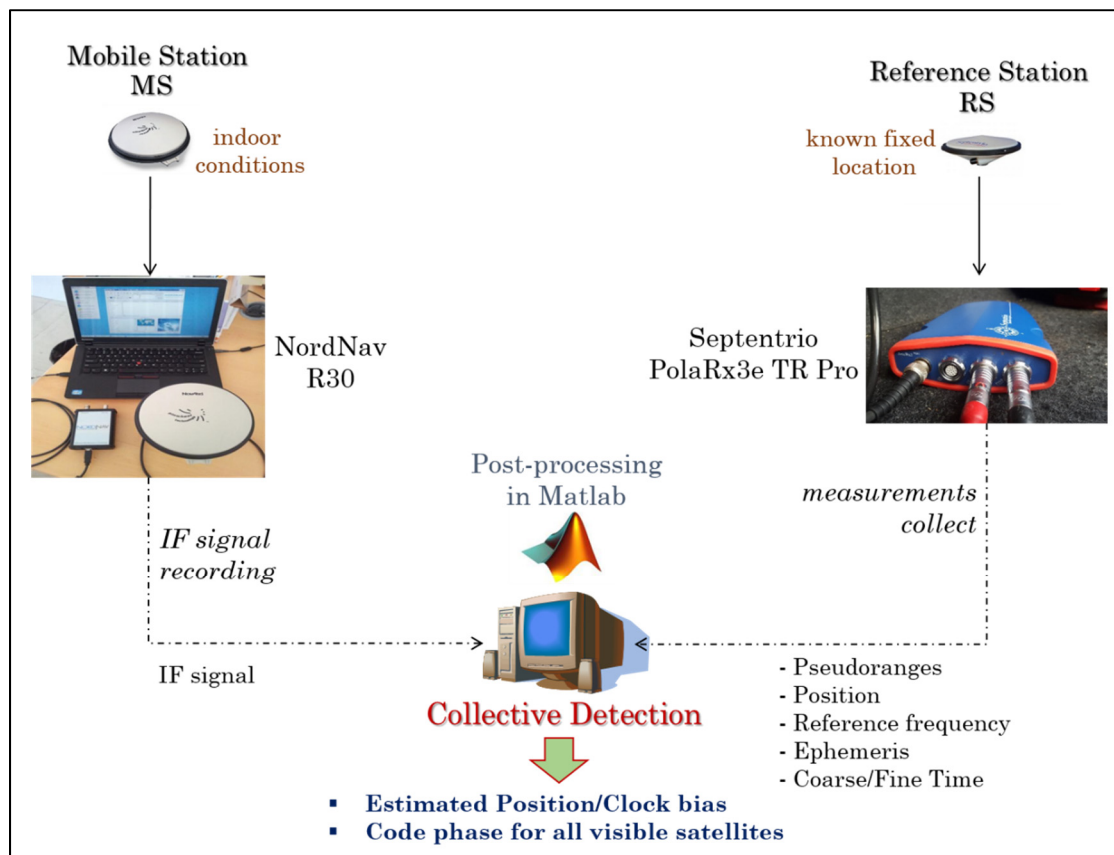 Mobile Station
MS
indoor
conditions
Reference Station
RS
known fixed
location
NordNav
R30
Septentrio
PolaRx3e TR Pro
Post-processing
in Matlab
IF signal
recording
measurements
collect
IF signal
- Pseudoranges
- Position
- Reference frequency
- Ephemeris
- Coarse/Fine Time
Collective Detection
▪ Estimated Position/Clock bias
▪ Code phase for all visible satellites